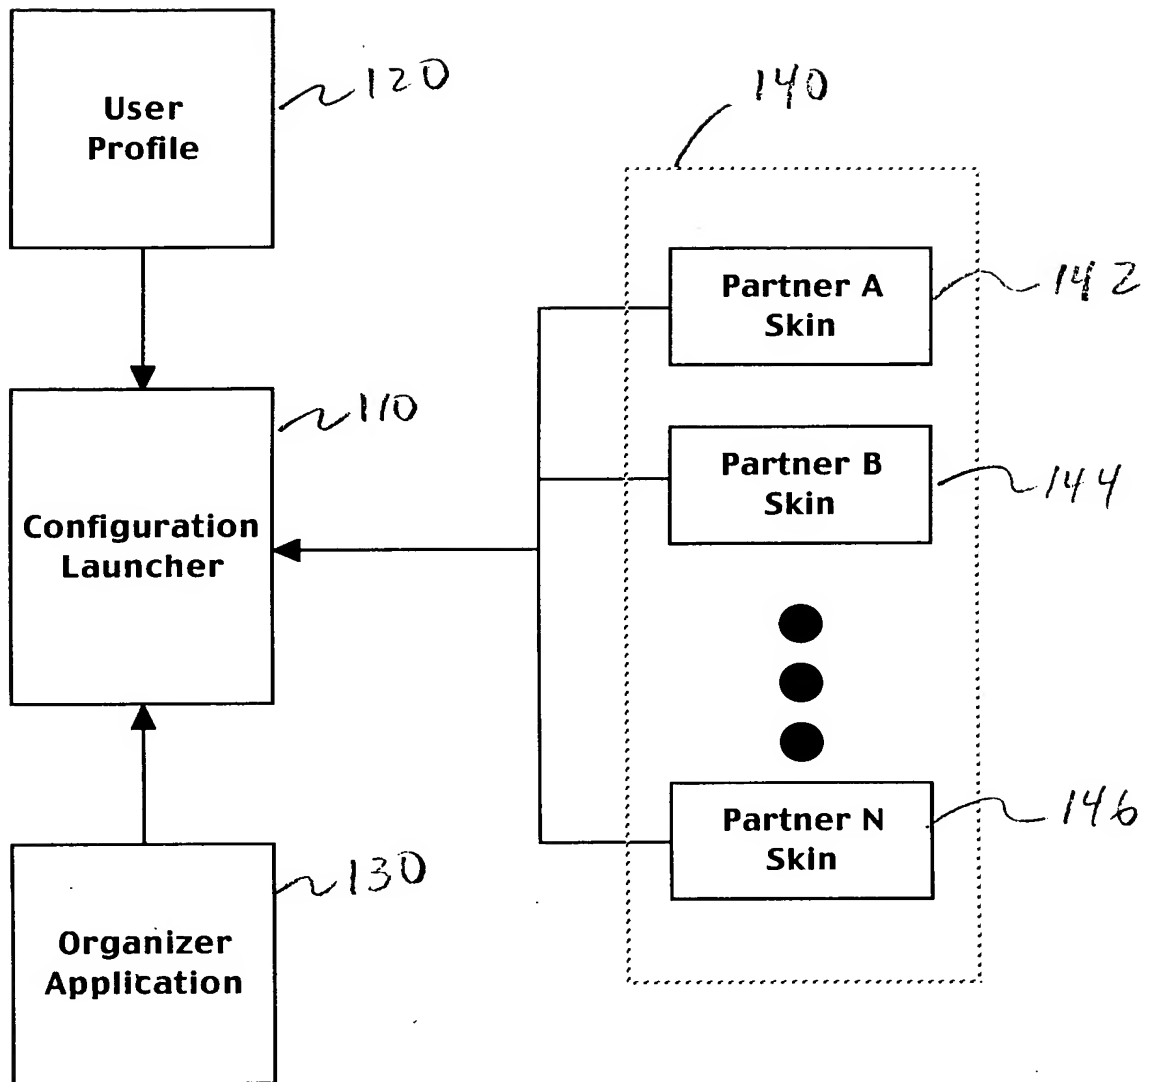 User
Profile
120
140
Partner A
Skin
142
110
Configuration
Launcher
Partner B
Skin
144
Partner N
Skin
146
130
Organizer
Application